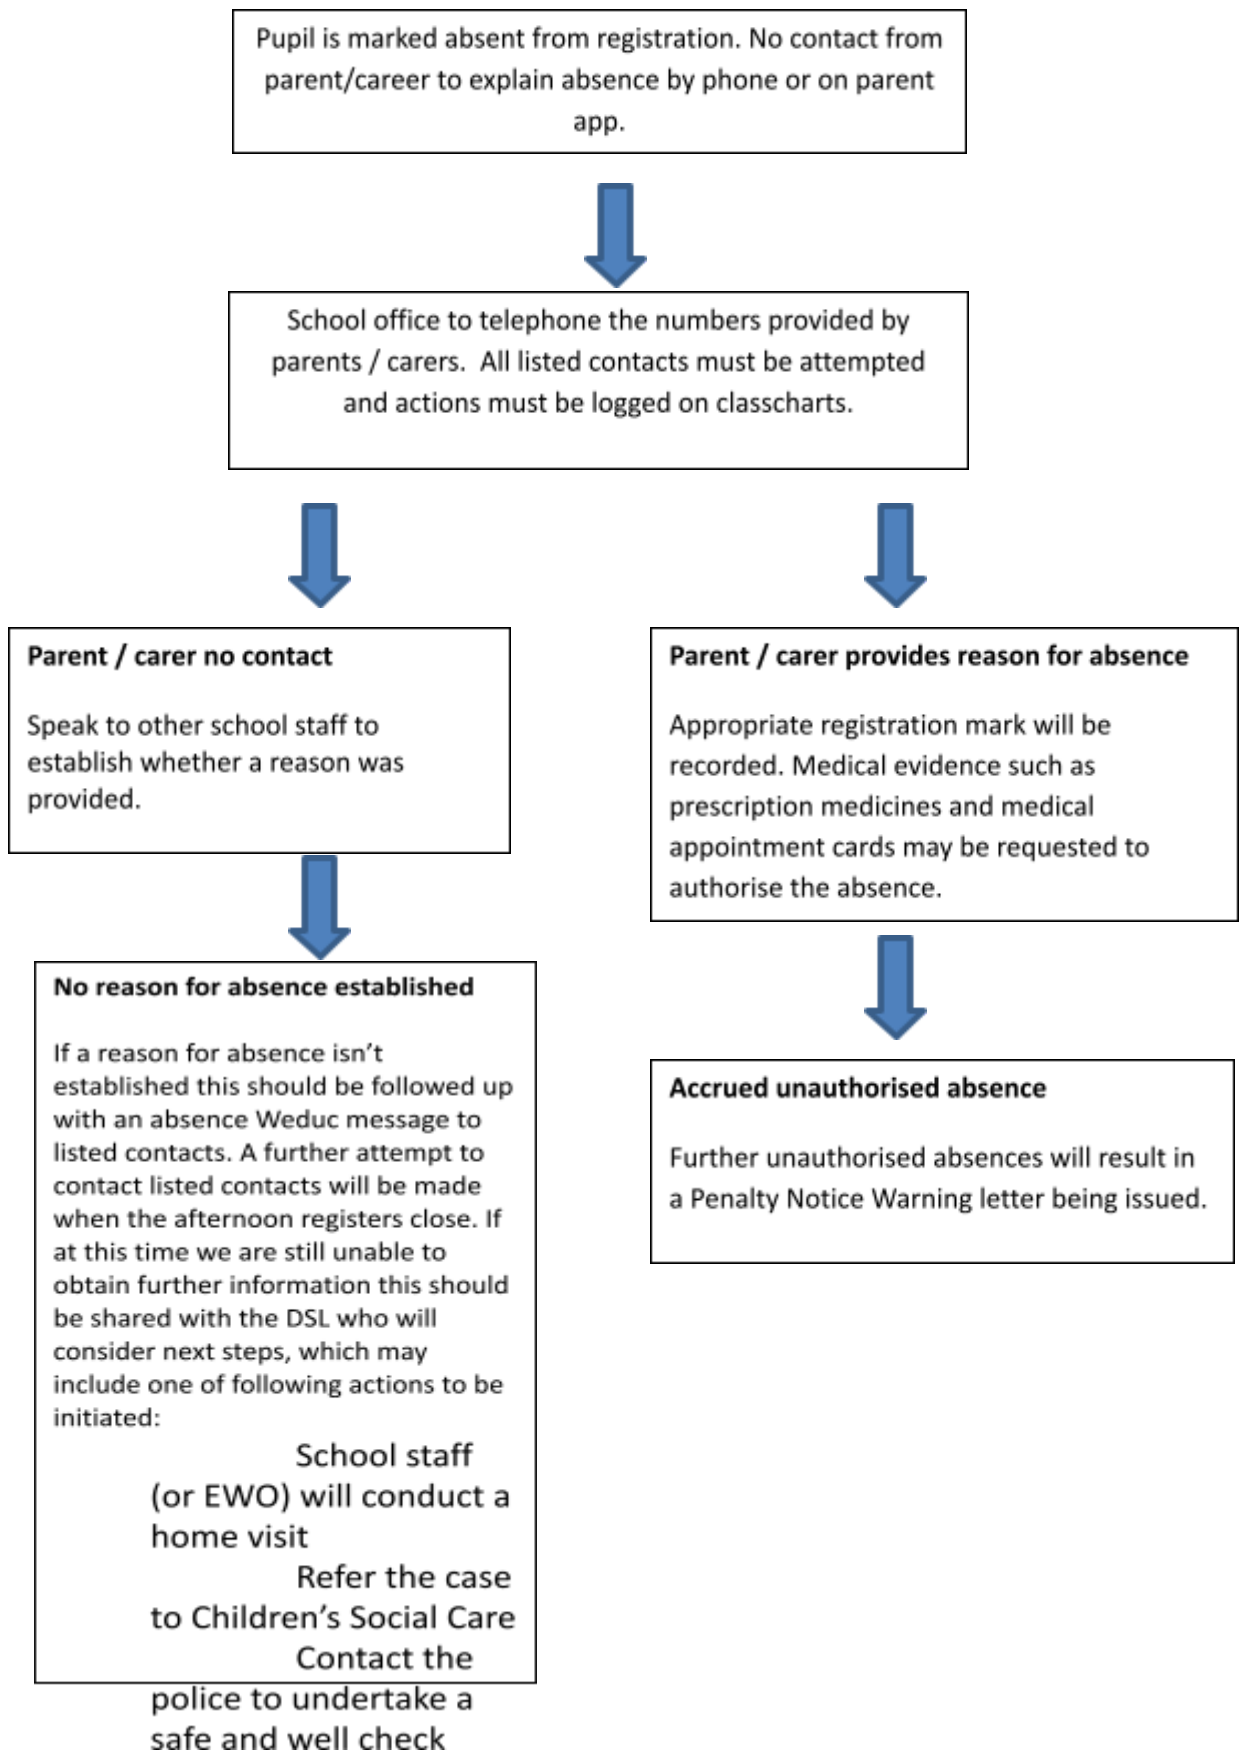 Pupil is marked absent from registration. No contact from
parent/career to explain absence by phone or on parent
app.
School office to telephone the numbers provided by
parents / carers.  All listed contacts must be attempted
and actions must be logged on classcharts.
Parent / carer no contact
Speak to other school staff to
establish whether a reason was
provided.
Parent / carer provides reason for absence
Appropriate registration mark will be
recorded. Medical evidence such as
prescription medicines and medical
appointment cards may be requested to
authorise the absence.
No reason for absence established
If a reason for absence isn’t
established this should be followed up
with an absence Weduc message to
listed contacts. A further attempt to
contact listed contacts will be made
when the afternoon registers close. If
at this time we are still unable to
obtain further information this should
be shared with the DSL who will
consider next steps, which may
include one of following actions to be
initiated:
School staff
(or EWO) will conduct a
home visit
Refer the case
to Children’s Social Care
Contact the
police to undertake a
safe and well check
Accrued unauthorised absence
Further unauthorised absences will result in
a Penalty Notice Warning letter being issued.